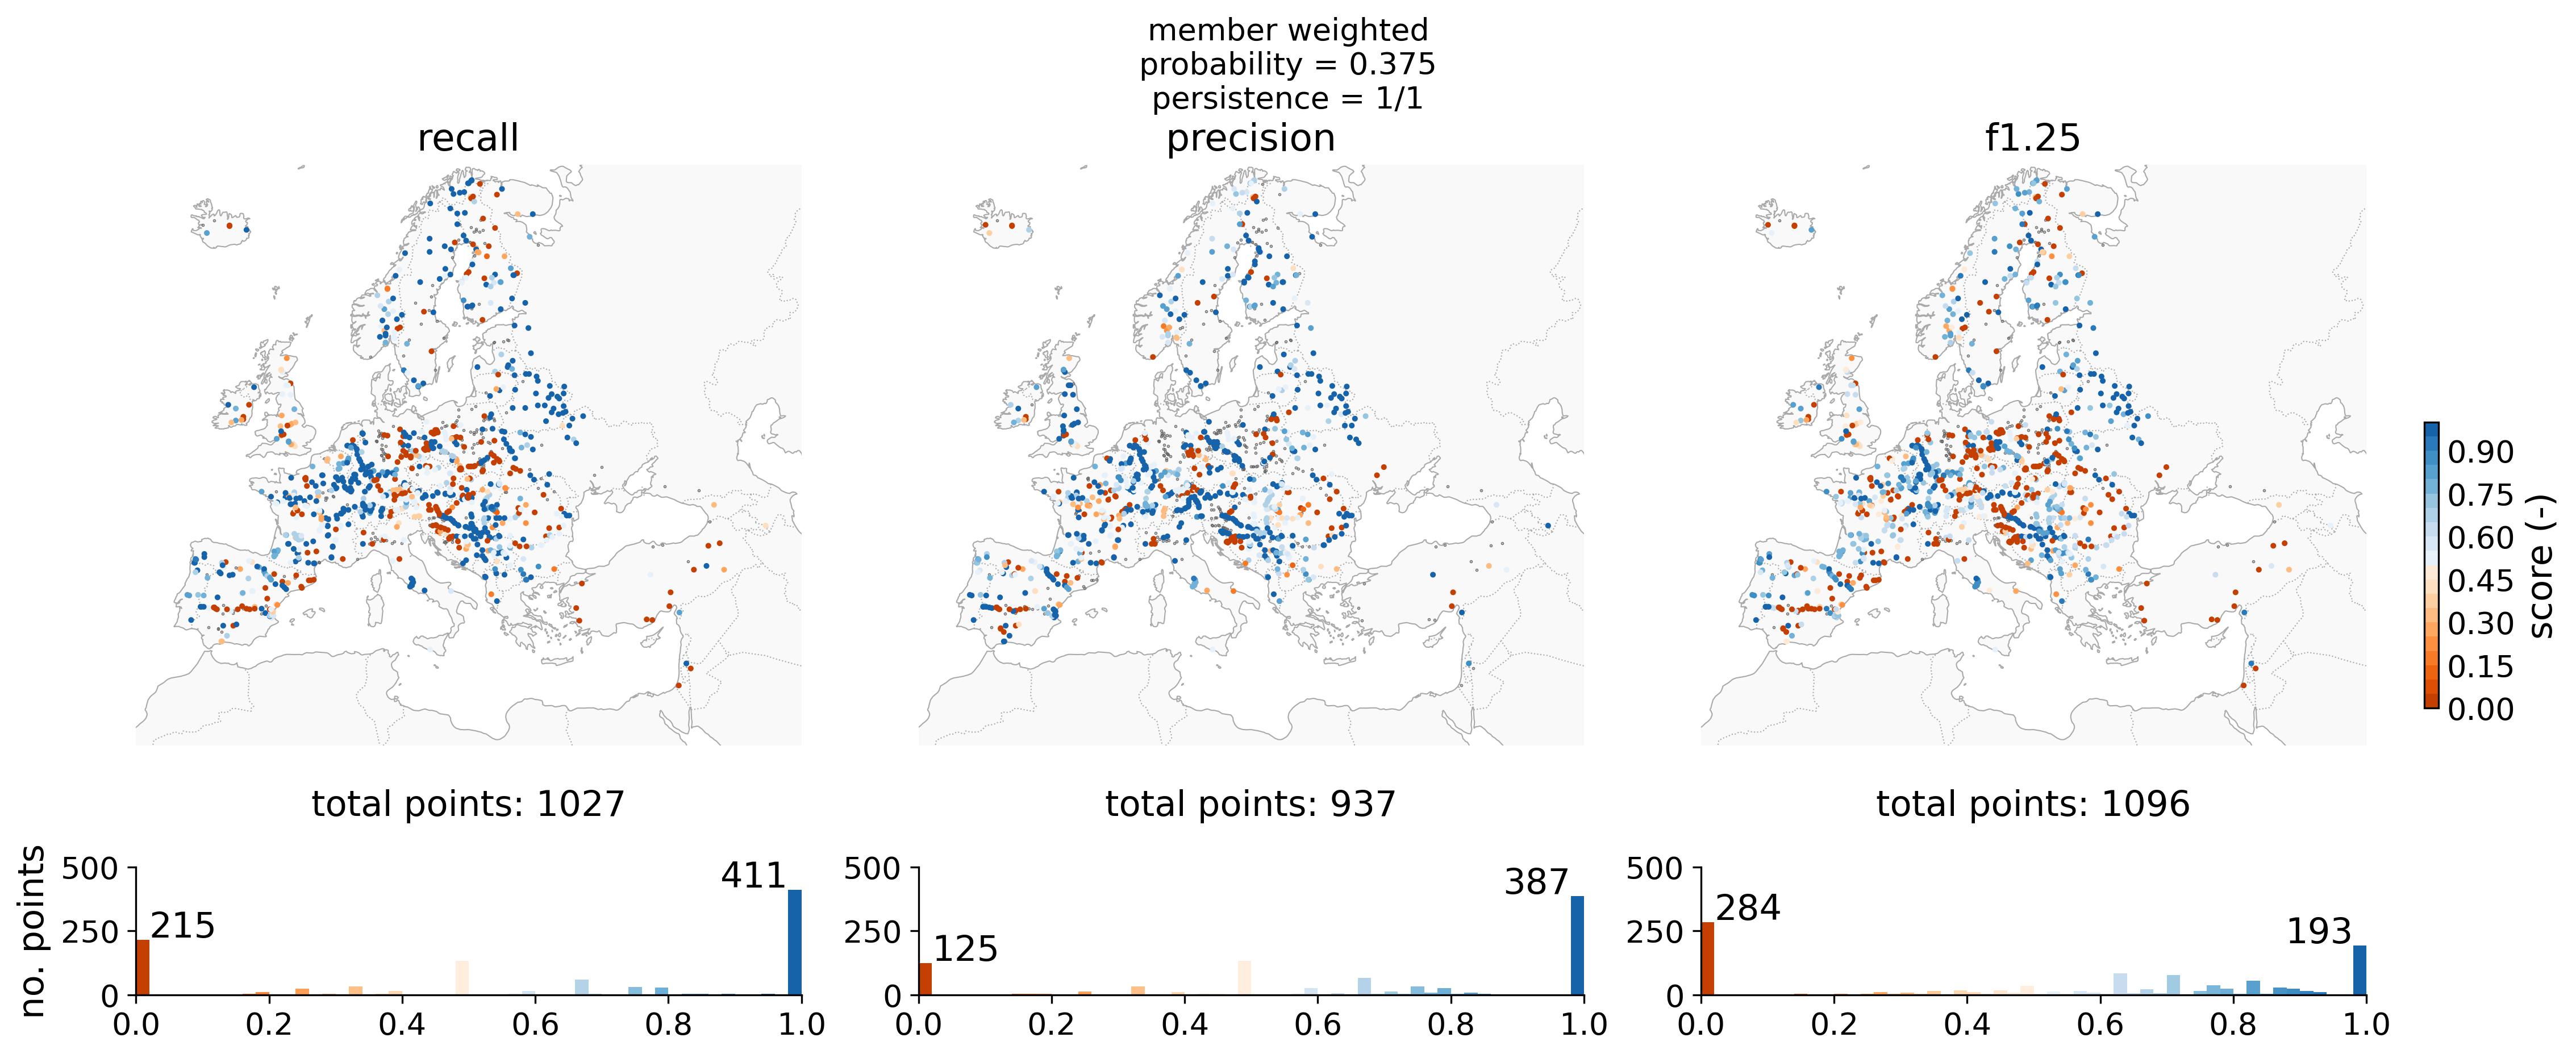 member weighted
probability = 0.375
persistence = 1/1
recall
precision
f1.25
0.90
0.75
0.60
0.45
0.30
0.15
0.00
score (-)
total points: 1027
total points: 937
total points: 1096
no. points
500
250
0
215
411
0.0 0.2 0.4 0.6 0.8 1.0
500
250
0
125
387
0.0 0.2 0.4 0.6 0.8 1.0
500
250
0
284
193
0.0 0.2 0.4 0.6 0.8 1.0